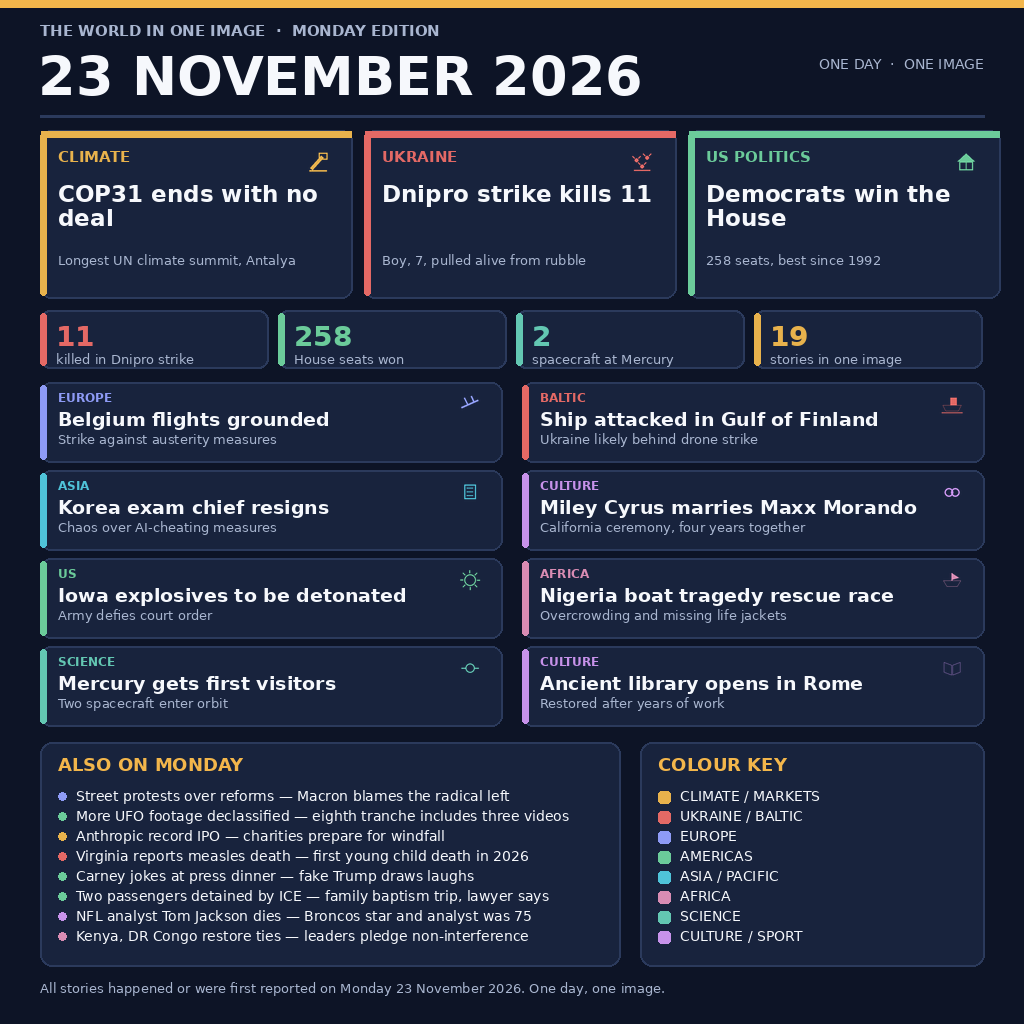 THE WORLD IN ONE IMAGE · MONDAY EDITION
23 NOVEMBER 2026
ONE DAY · ONE IMAGE
CLIMATE
COP31 ends with no
deal
Longest UN climate summit, Antalya
UKRAINE
Dnipro strike kills 11
Boy, 7, pulled alive from rubble
US POLITICS
Democrats win the
House
258 seats, best since 1992
11
killed in Dnipro strike
258
House seats won
2
spacecraft at Mercury
19
stories in one image
EUROPE
Belgium flights grounded
Strike against austerity measures
BALTIC
Ship attacked in Gulf of Finland
Ukraine likely behind drone strike
ASIA
Korea exam chief resigns
Chaos over AI-cheating measures
CULTURE
Miley Cyrus marries Maxx Morando
California ceremony, four years together
US
Iowa explosives to be detonated
Army defies court order
AFRICA
Nigeria boat tragedy rescue race
Overcrowding and missing life jackets
SCIENCE
Mercury gets first visitors
Two spacecraft enter orbit
CULTURE
Ancient library opens in Rome
Restored after years of work
ALSO ON MONDAY
Street protests over reforms — Macron blames the radical left
More UFO footage declassified — eighth tranche includes three videos
Anthropic record IPO — charities prepare for windfall
Virginia reports measles death — first young child death in 2026
Carney jokes at press dinner — fake Trump draws laughs
Two passengers detained by ICE — family baptism trip, lawyer says
NFL analyst Tom Jackson dies — Broncos star and analyst was 75
Kenya, DR Congo restore ties — leaders pledge non-interference
COLOUR KEY
CLIMATE / MARKETS
UKRAINE / BALTIC
EUROPE
AMERICAS
ASIA / PACIFIC
AFRICA
SCIENCE
CULTURE / SPORT
All stories happened or were first reported on Monday 23 November 2026. One day, one image.